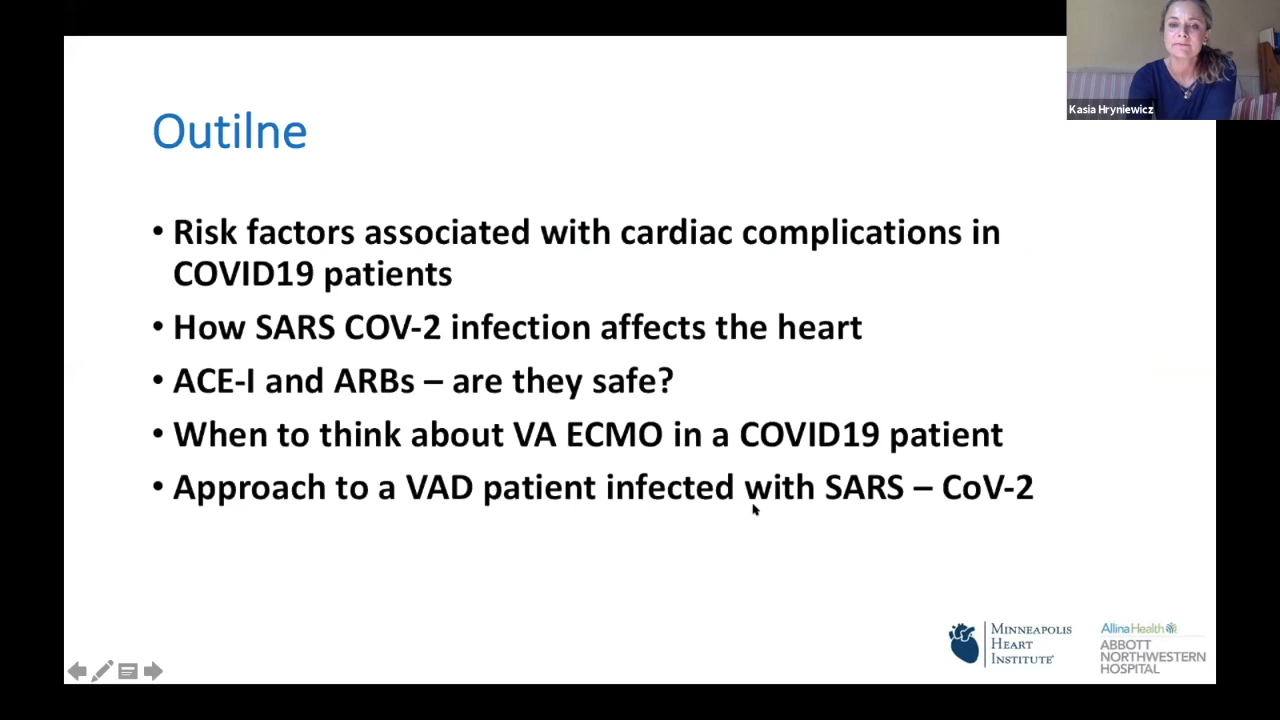 Kasia Hryniewicz
Outilne
• Risk factors associated with cardiac complications in
COVID19 patients
• How SARS COV-2 infection affects the heart
• ACE-I and ARBs – are they safe?
• When to think about VA ECMO in a COVID19 patient
• Approach to a VAD patient infected with SARS – CoV-2
MINNEAPOLIS
HEART
INSTITUTE
Allina Health
ABBOTT
NORTHWESTERN
HOSPITAL